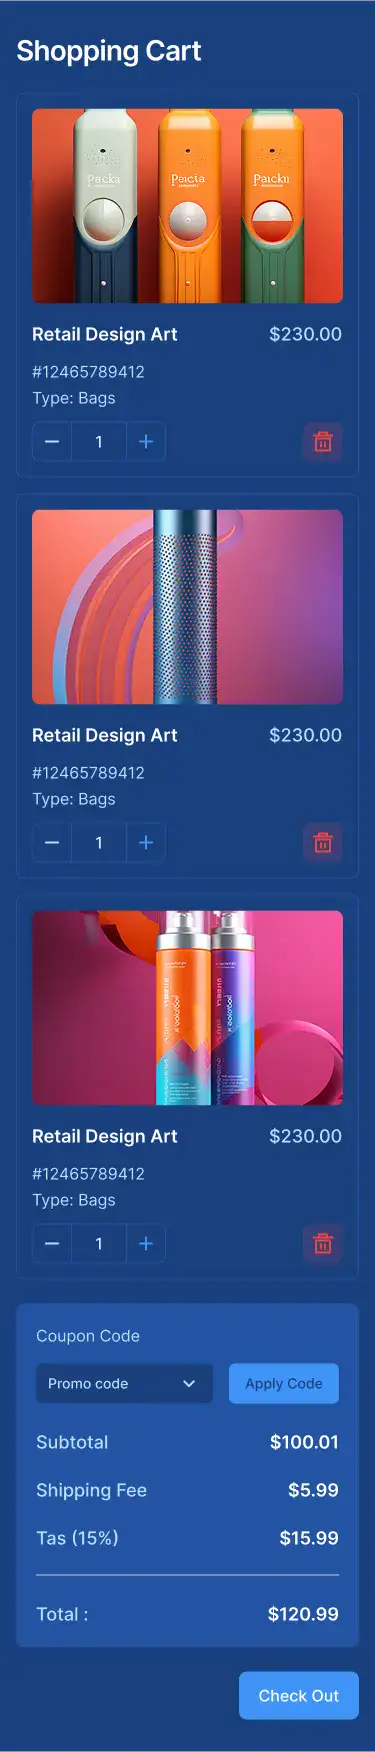 Shopping Cart
Packa
Paicta
Paickı
Retail Design Art $230.00
#12465789412
Type: Bags
1
Retail Design Art $230.00
#12465789412
Type: Bags
1
Retail Design Art $230.00
#12465789412
Type: Bags
1
Coupon Code
Promo code Apply Code
Subtotal $100.01
Shipping Fee $5.99
Tas (15%) $15.99
Total : $120.99
Check Out